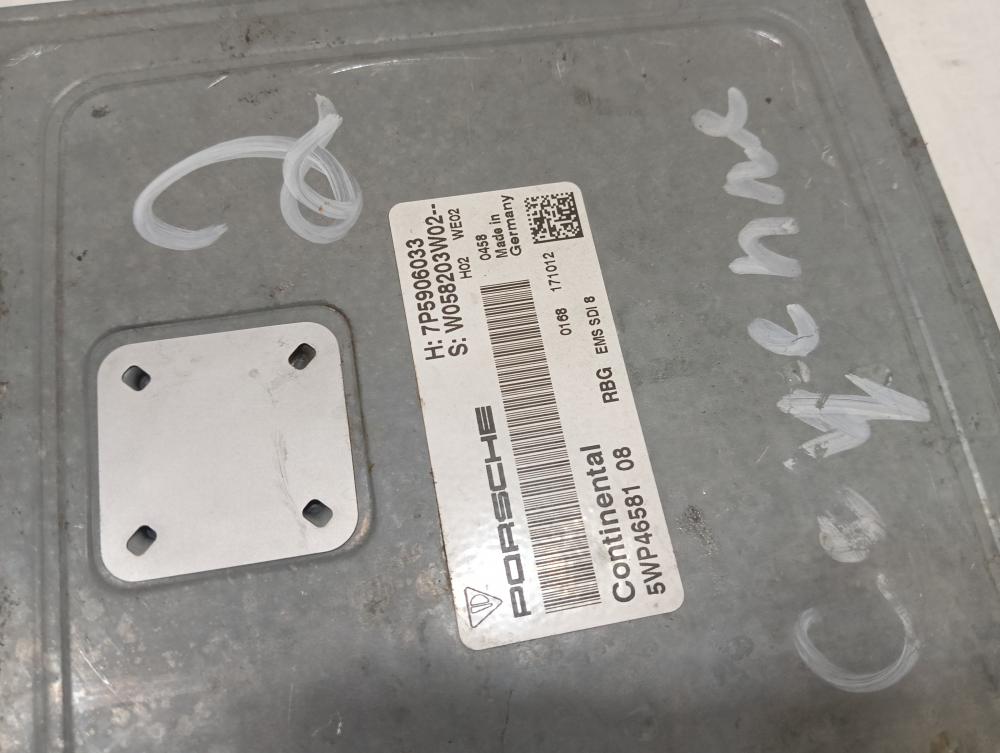 H: 7P5906033
S: W058203W02--
H02 WE02
0458
Made in
Germany
PORSCHE
0168 171012
RBG EMS SDI 8
Continental
5WP46581 08
2
Cayenne